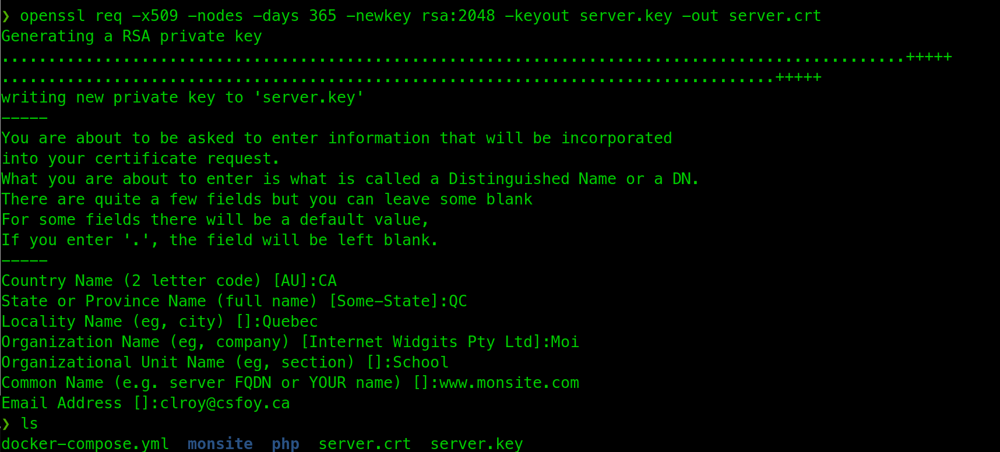 ❯ openssl req -x509 -nodes -days 365 -newkey rsa:2048 -keyout server.key -out server.crt
Generating a RSA private key
.................................................................................................+++++
...................................................................................+++++
writing new private key to 'server.key'
-----
You are about to be asked to enter information that will be incorporated
into your certificate request.
What you are about to enter is what is called a Distinguished Name or a DN.
There are quite a few fields but you can leave some blank
For some fields there will be a default value,
If you enter '.', the field will be left blank.
-----
Country Name (2 letter code) [AU]:CA
State or Province Name (full name) [Some-State]:QC
Locality Name (eg, city) []:Quebec
Organization Name (eg, company) [Internet Widgits Pty Ltd]:Moi
Organizational Unit Name (eg, section) []:School
Common Name (e.g. server FQDN or YOUR name) []:www.monsite.com
Email Address []:clroy@csfoy.ca
❯ ls
docker-compose.yml  monsite  php  server.crt  server.key